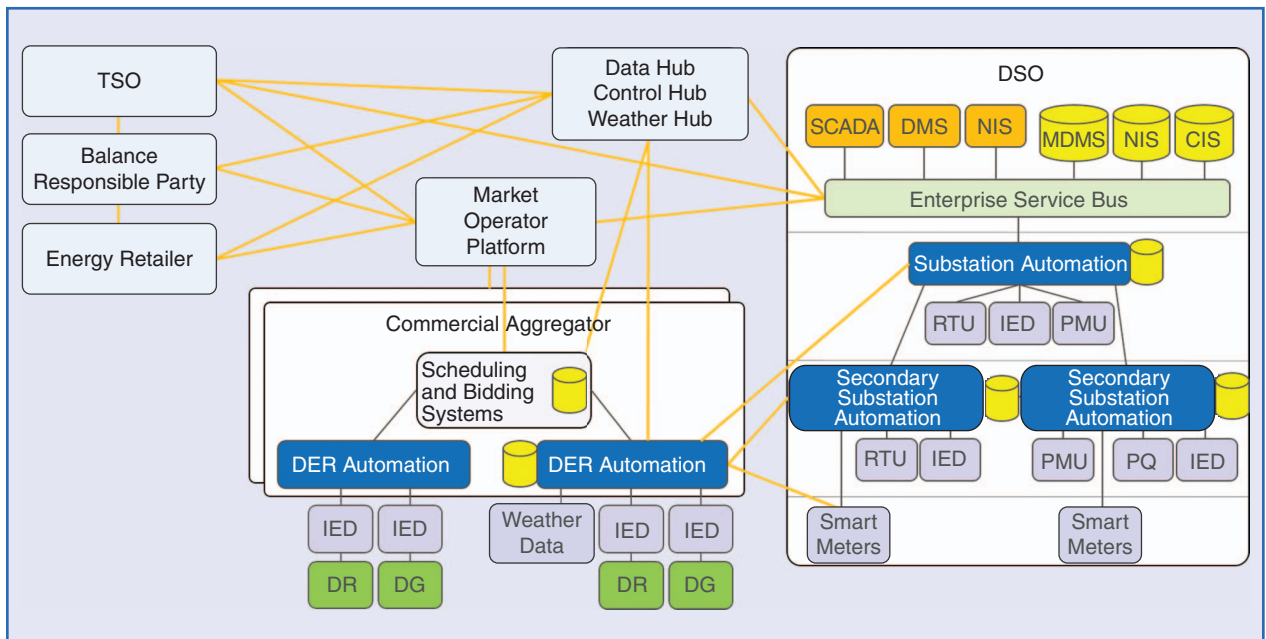 TSO
Balance
Responsible Party
Energy Retailer
Data Hub
Control Hub
Weather Hub
Market
Operator
Platform
Commercial Aggregator
Scheduling
and Bidding
Systems
DER Automation
DER Automation
IED
IED
Weather
Data
IED
IED
DR
DG
DR
DG
DSO
SCADA
DMS
NIS
MDMS
NIS
CIS
Enterprise Service Bus
Substation Automation
RTU
IED
PMU
Secondary
Substation
Automation
Secondary
Substation
Automation
RTU
IED
PMU
PQ
IED
Smart
Meters
Smart
Meters